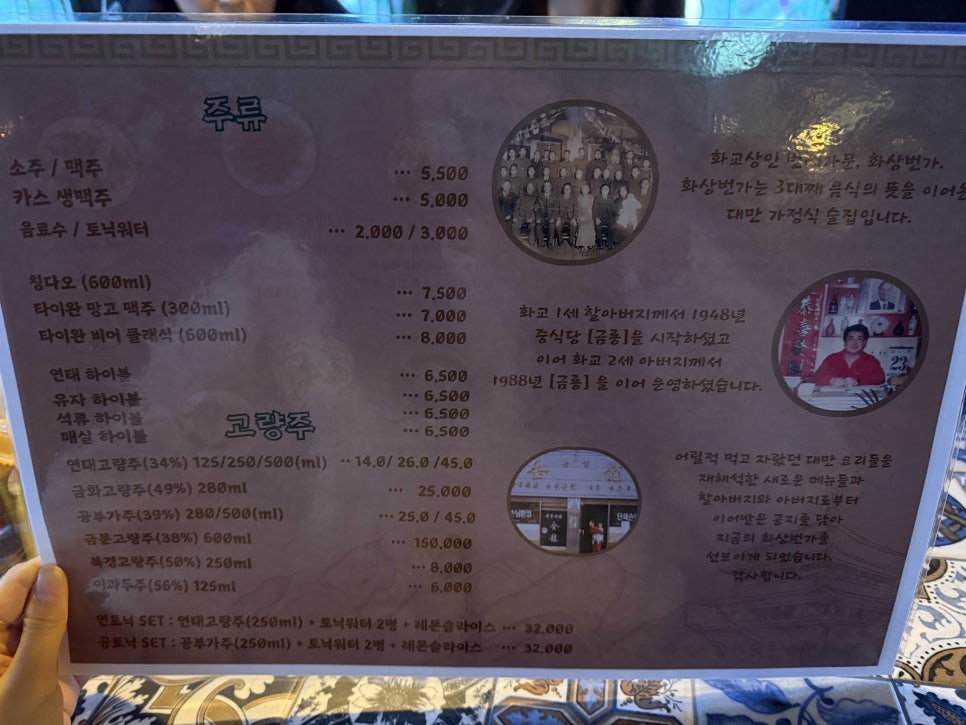 주류
소주 / 맥주 ··· 5,500
카스 생맥주 ··· 5,000
음료수 / 토닉워터 ··· 2,000 / 3,000
칭다오 (600ml) ··· 7,500
타이완 망고 맥주 (300ml) ··· 7,000
타이완 비어 클래식 (600ml) ··· 8,000
연태 하이볼 ··· 6,500
유자 하이볼 ··· 6,500
석류 하이볼 ··· 6,500
매실 하이볼 ··· 6,500
고량주
연태고량주(34%) 125/250/500(ml) ·· 14.0/ 26.0 /45.0
금화고량주(49%) 280ml ··· 25,000
공부가주(39%) 280/500(ml) ··· 25.0 / 45.0
금문고량주(38%) 600ml ··· 150,000
북경고량주(50%) 250ml ··· 8,000
이과두주(56%) 125ml ··· 6,000
연토닉 SET : 연태고량주(250ml) + 토닉워터 2병 + 레몬슬라이스 ··· 32,000
공토닉 SET : 공부가주(250ml) + 토닉워터 2병 + 레몬슬라이스 ··· 32,000
화교상인 가문, 화상번가.
화상번가는 3대째 음식의 뜻을 이어온
대만 가정식 술집입니다.
화교 1세 할아버지께서 1948년
중식당 [금룡]을 시작하셨고
이어 화교 2세 아버지께서
1988년 [금룡] 을 이어 운영하셨습니다.
恭喜
23
어릴적 먹고 자랐던 대만 요리들을
재해석한 새로운 메뉴들과
할아버지와 아버지로부터
이어받은 긍지를 담아
지금의 화상번가를
선보이게 되었습니다.
감사합니다.
龍
金龍